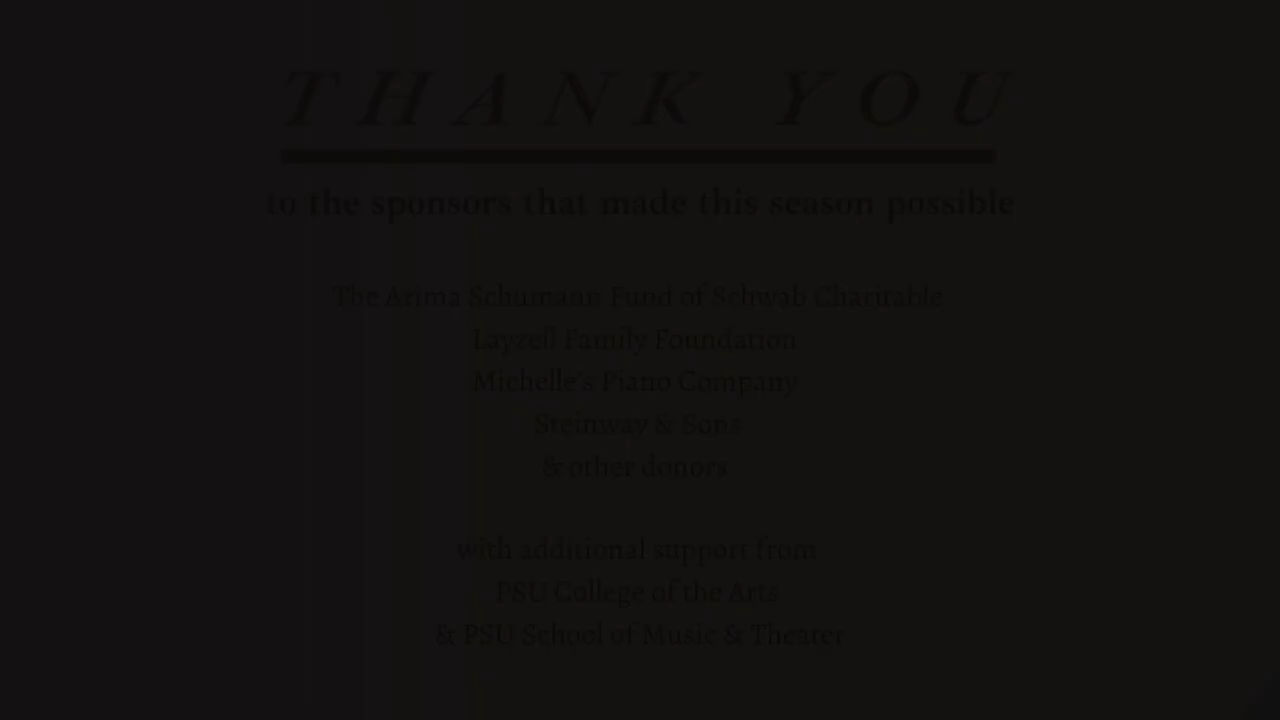 THANK YOU
to the sponsors that made this season possible
The Arima Schumann Fund of Schwab Charitable
Layzell Family Foundation
Michelle's Piano Company
Steinway & Sons
& other donors
with additional support from
PSU College of the Arts
& PSU School of Music & Theater